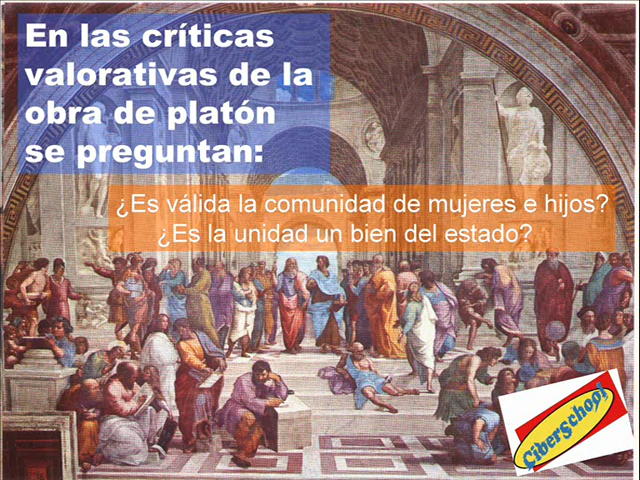 En las críticas
valorativas de la
obra de platón
se preguntan:
¿Es válida la comunidad de mujeres e hijos?
¿Es la unidad un bien del estado?
CiberSchool